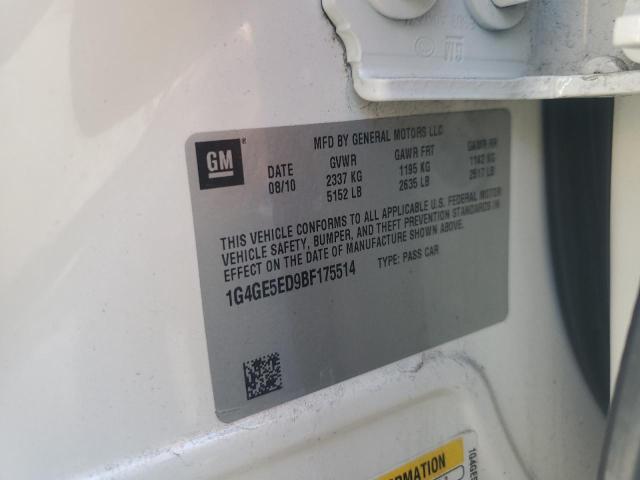 GM
MFD BY GENERAL MOTORS LLC
DATE GVWR GAWR FRT GAWR RR
08/10 2337 KG 1195 KG 1142 KG
5152 LB 2635 LB 2517 LB
THIS VEHICLE CONFORMS TO ALL APPLICABLE U.S. FEDERAL MOTOR
VEHICLE SAFETY, BUMPER, AND THEFT PREVENTION STANDARDS IN
EFFECT ON THE DATE OF MANUFACTURE SHOWN ABOVE.
1G4GE5ED9BF175514 TYPE: PASS CAR
ORMATION
1G4GE5